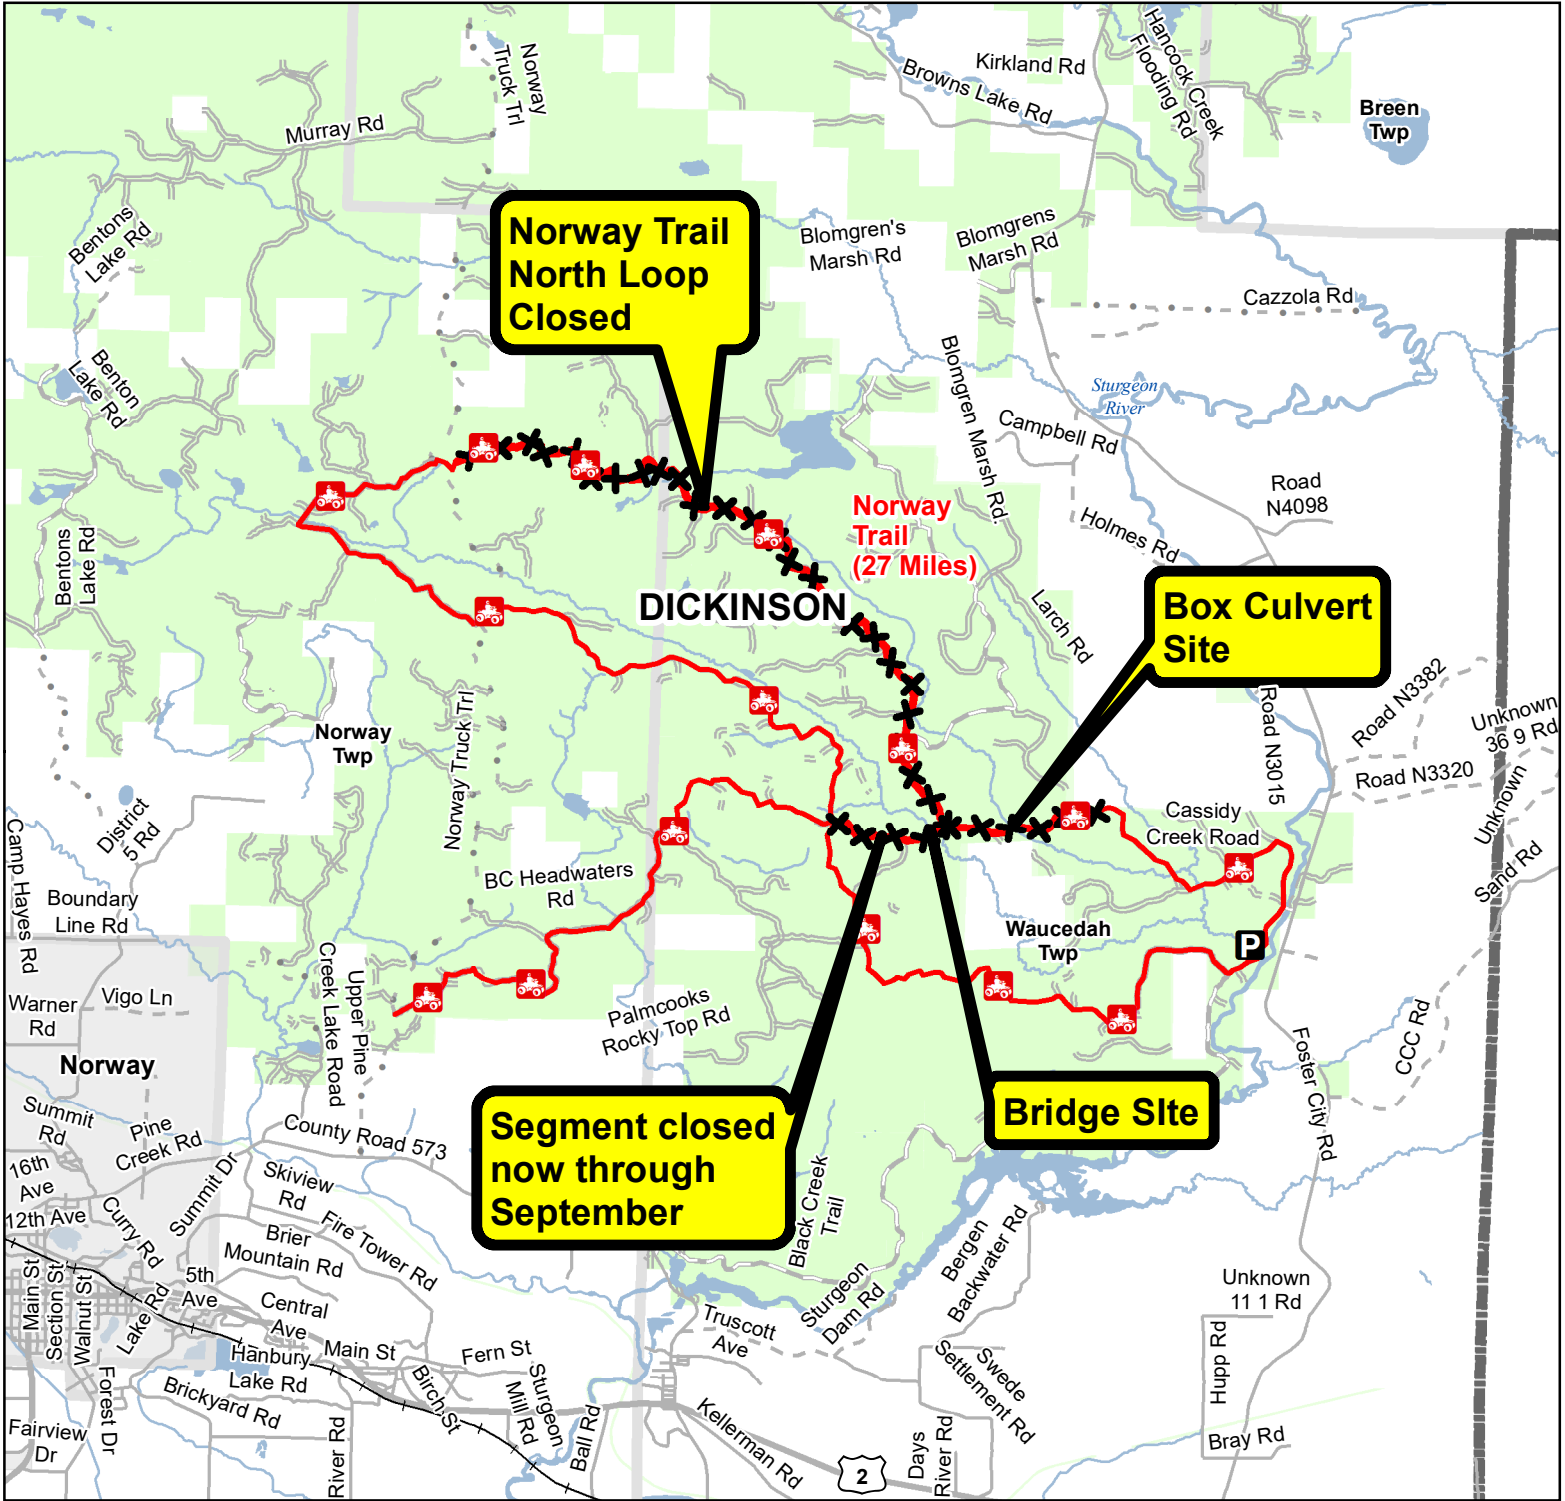 Kirkland Rd
Browns Lake Rd
Hancock Creek
Flooding Rd
Breen
Twp
Norway
Truck Trl
Murray Rd
Bentons
Lake Rd
Norway Trail
North Loop
Closed
Blomgren's
Marsh Rd
Blomgrens
Marsh Rd
Cazzola Rd
Benton
Lake Rd
Blomgren Marsh Rd.
Sturgeon
River
Campbell Rd
Road
N4098
Norway
Trail
(27 Miles)
Holmes Rd
Bentons
Lake Rd
DICKINSON
Larch Rd
Box Culvert
Site
Norway
Twp
Norway Truck Trl
Road N3015
Road N3382
Unknown
36 9 Rd
Road N3320
Unknown
District
5 Rd
Cassidy
Creek Road
Sand Rd
Camp Hayes Rd
Boundary
Line Rd
BC Headwaters
Rd
Waucedah
Twp
P
Creek Lake Road
Upper Pine
Warner
Rd
Vigo Ln
Palmcooks
Rocky Top Rd
CCC Rd
Foster City Rd
Norway
Summit
Rd
Pine
Creek Rd
County Road 573
Segment closed
now through
September
Bridge SIte
16th
Ave
12th Ave
Curry Rd
Summit Dr
Skiview
Rd
Fire Tower Rd
Brier
Mountain Rd
Black Creek
Trail
Bergen
Backwater Rd
Main St
Section St
Walnut St
Lake Rd
5th
Ave
Central
Ave
Sturgeon
Dam Rd
Unknown
11 1 Rd
Truscott
Ave
Hanbury
Lake Rd
Main St
Fern St
Birch St
Sturgeon
Mill Rd
Swede
Settlement Rd
Hupp Rd
Forest Dr
Brickyard Rd
Fairview
Dr
River Rd
Ball Rd
Kellerman Rd
2
Days
River Rd
Bray Rd